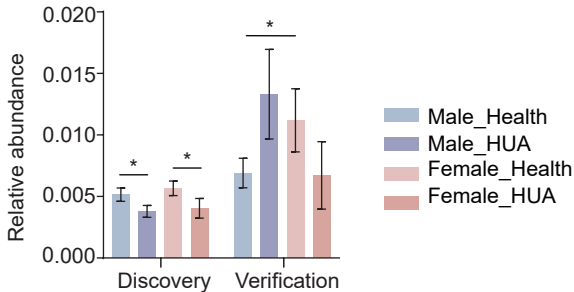 Relative abundance
0.020
0.015
0.010
0.005
0.000
*
*
*
Discovery
Verification
Male_Health
Male_HUA
Female_Health
Female_HUA